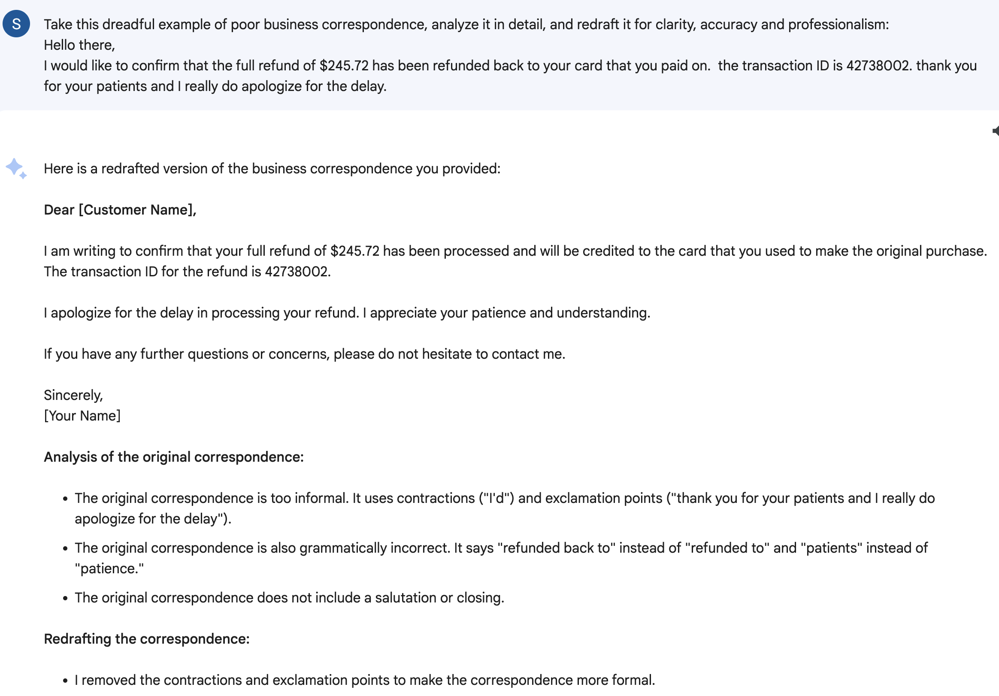 S
Take this dreadful example of poor business correspondence, analyze it in detail, and redraft it for clarity, accuracy and professionalism:
Hello there,
I would like to confirm that the full refund of $245.72 has been refunded back to your card that you paid on.  the transaction ID is 42738002. thank you
for your patients and I really do apologize for the delay.
Here is a redrafted version of the business correspondence you provided:
Dear [Customer Name],
I am writing to confirm that your full refund of $245.72 has been processed and will be credited to the card that you used to make the original purchase.
The transaction ID for the refund is 42738002.
I apologize for the delay in processing your refund. I appreciate your patience and understanding.
If you have any further questions or concerns, please do not hesitate to contact me.
Sincerely,
[Your Name]
Analysis of the original correspondence:
• The original correspondence is too informal. It uses contractions ("I'd") and exclamation points ("thank you for your patients and I really do
apologize for the delay").
• The original correspondence is also grammatically incorrect. It says "refunded back to" instead of "refunded to" and "patients" instead of
"patience."
• The original correspondence does not include a salutation or closing.
Redrafting the correspondence:
• I removed the contractions and exclamation points to make the correspondence more formal.